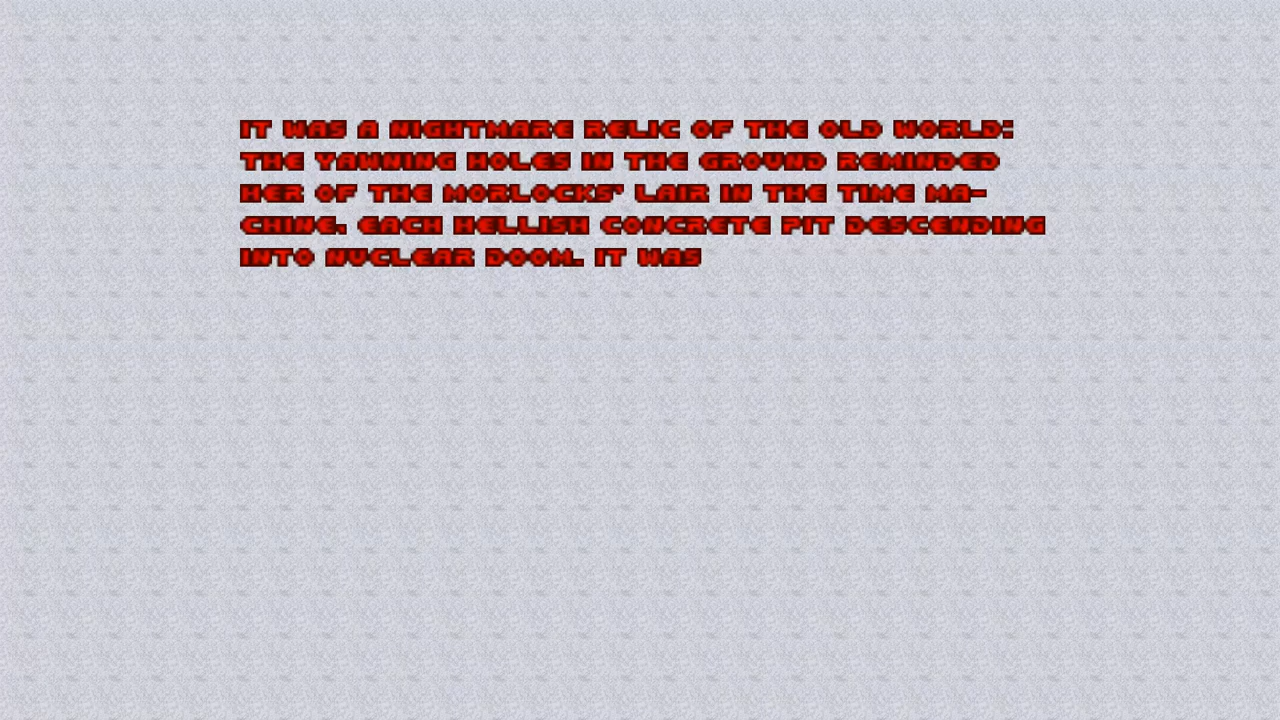 IT WAS A NIGHTMARE RELIC OF THE OLD WORLD:
THE YAWNING HOLES IN THE GROUND REMINDED
HER OF THE MORLOCKS' LAIR IN THE TIME MA-
CHINE, EACH HELLISH CONCRETE PIT DESCENDING
INTO NUCLEAR DOOM. IT WAS